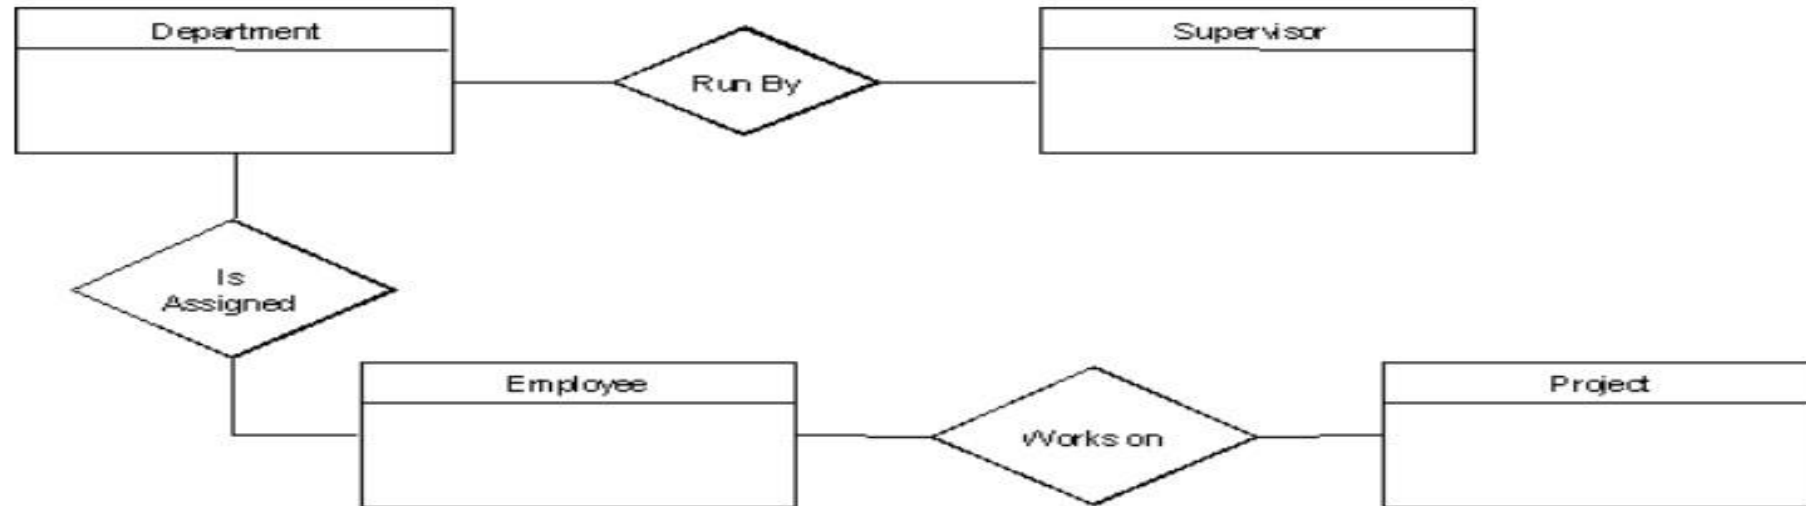 Department
Run By
Supervisor
Is
Assigned
Employee
Works on
Project